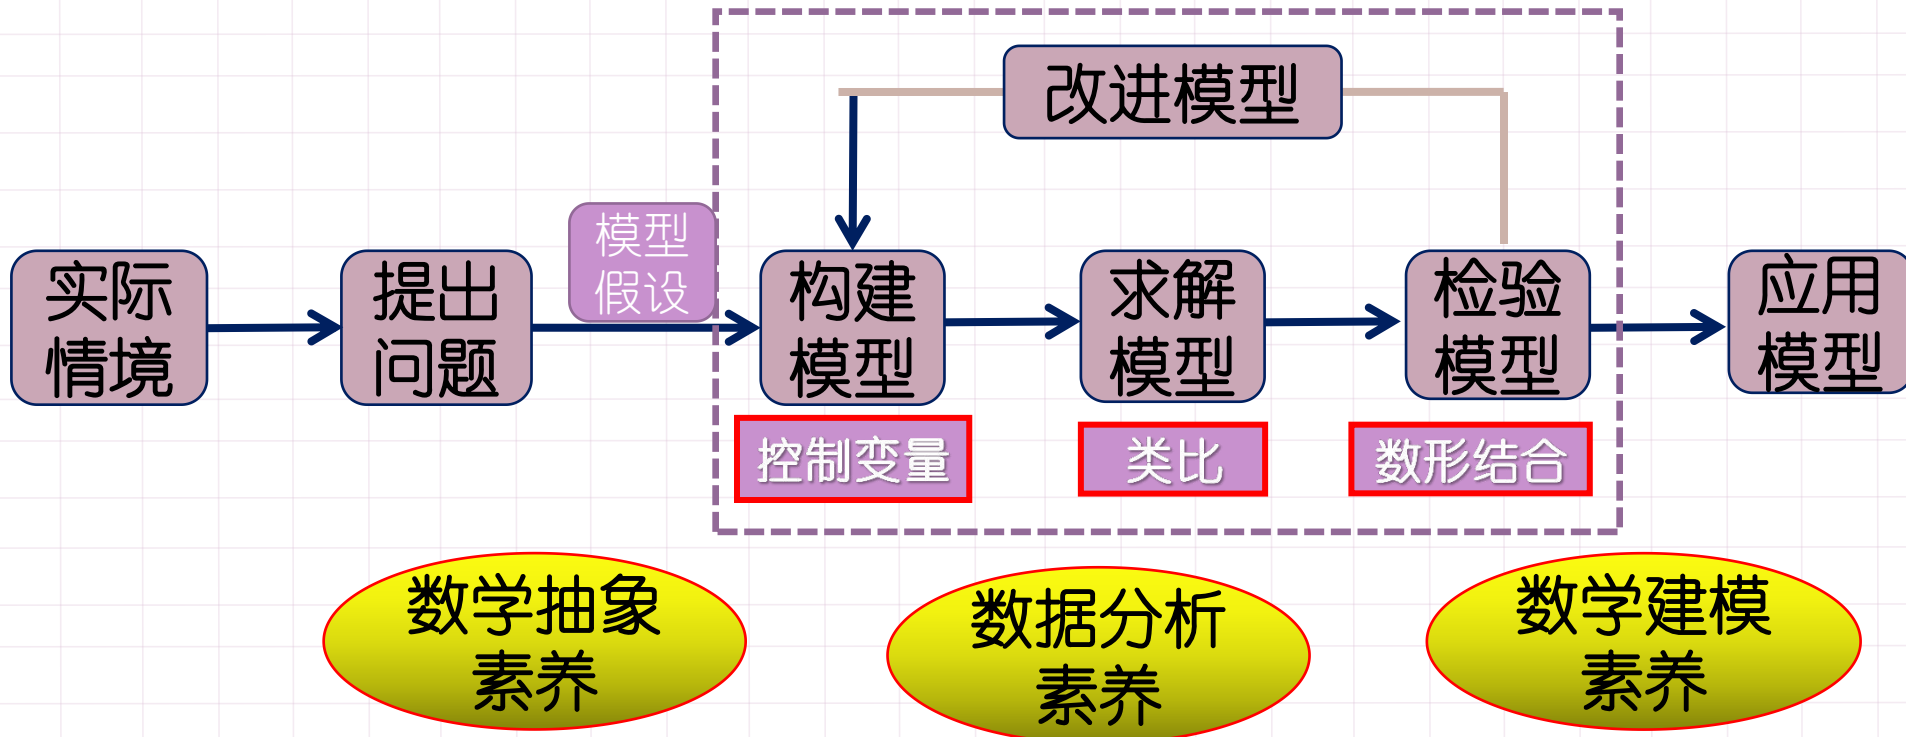 改进模型
模型
假设
实际
情境
提出
问题
构建
模型
求解
模型
检验
模型
应用
模型
控制变量
类比
数形结合
数学抽象
素养
数据分析
素养
数学建模
素养